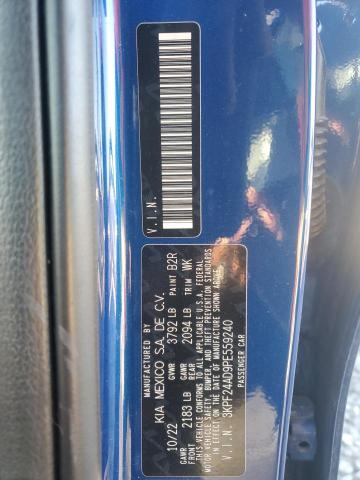 V.I.N.
KIA MEXICO S.A. DE C.V.
10/22 GVWR 3792 LB PAINT B2R
GAWR FRONT 2183 LB GAWR REAR 2094 LB TRIM WK
THIS VEHICLE CONFORMS TO ALL APPLICABLE U.S.A. FEDERAL
MOTOR VEHICLE SAFETY, BUMPER, AND THEFT PREVENTION
STANDARDS IN EFFECT ON THE DATE OF MANUFACTURE
SHOWN ABOVE.
V.I.N.: 3KPF24AD9PE559240
PASSENGER CAR